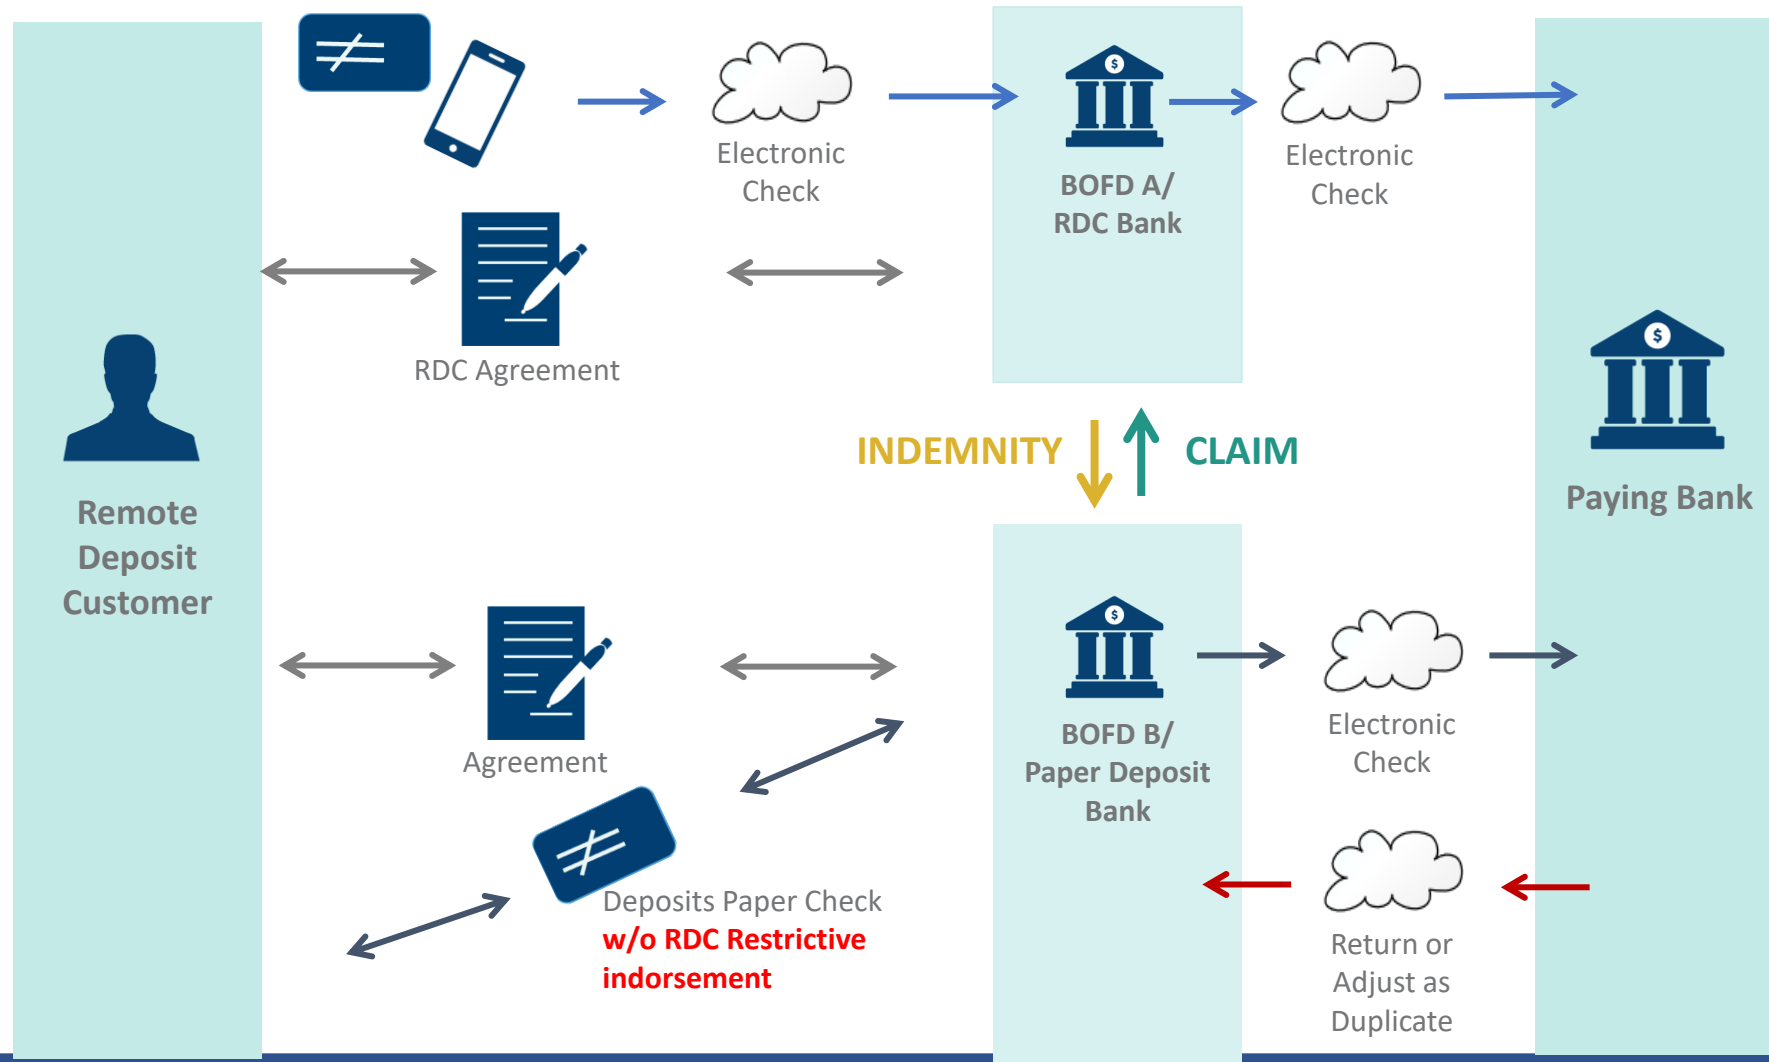 Electronic
Check
BOFD A/
RDC Bank
Electronic
Check
RDC Agreement
INDEMNITY
CLAIM
Remote
Deposit
Customer
Paying Bank
Agreement
BOFD B/
Paper Deposit
Bank
Electronic
Check
Deposits Paper Check
w/o RDC Restrictive
indorsement
Return or
Adjust as
Duplicate
$
$
$